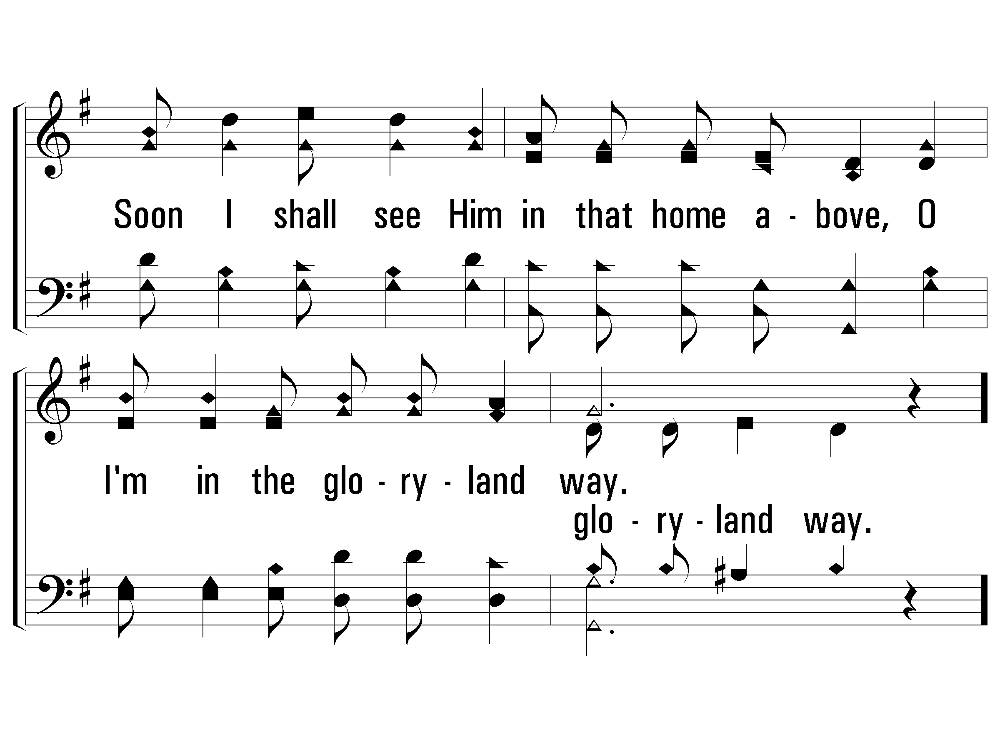 Soon I shall see Him in that home a - bove, O
I'm in the glo - ry - land way.
glo - ry - land way.